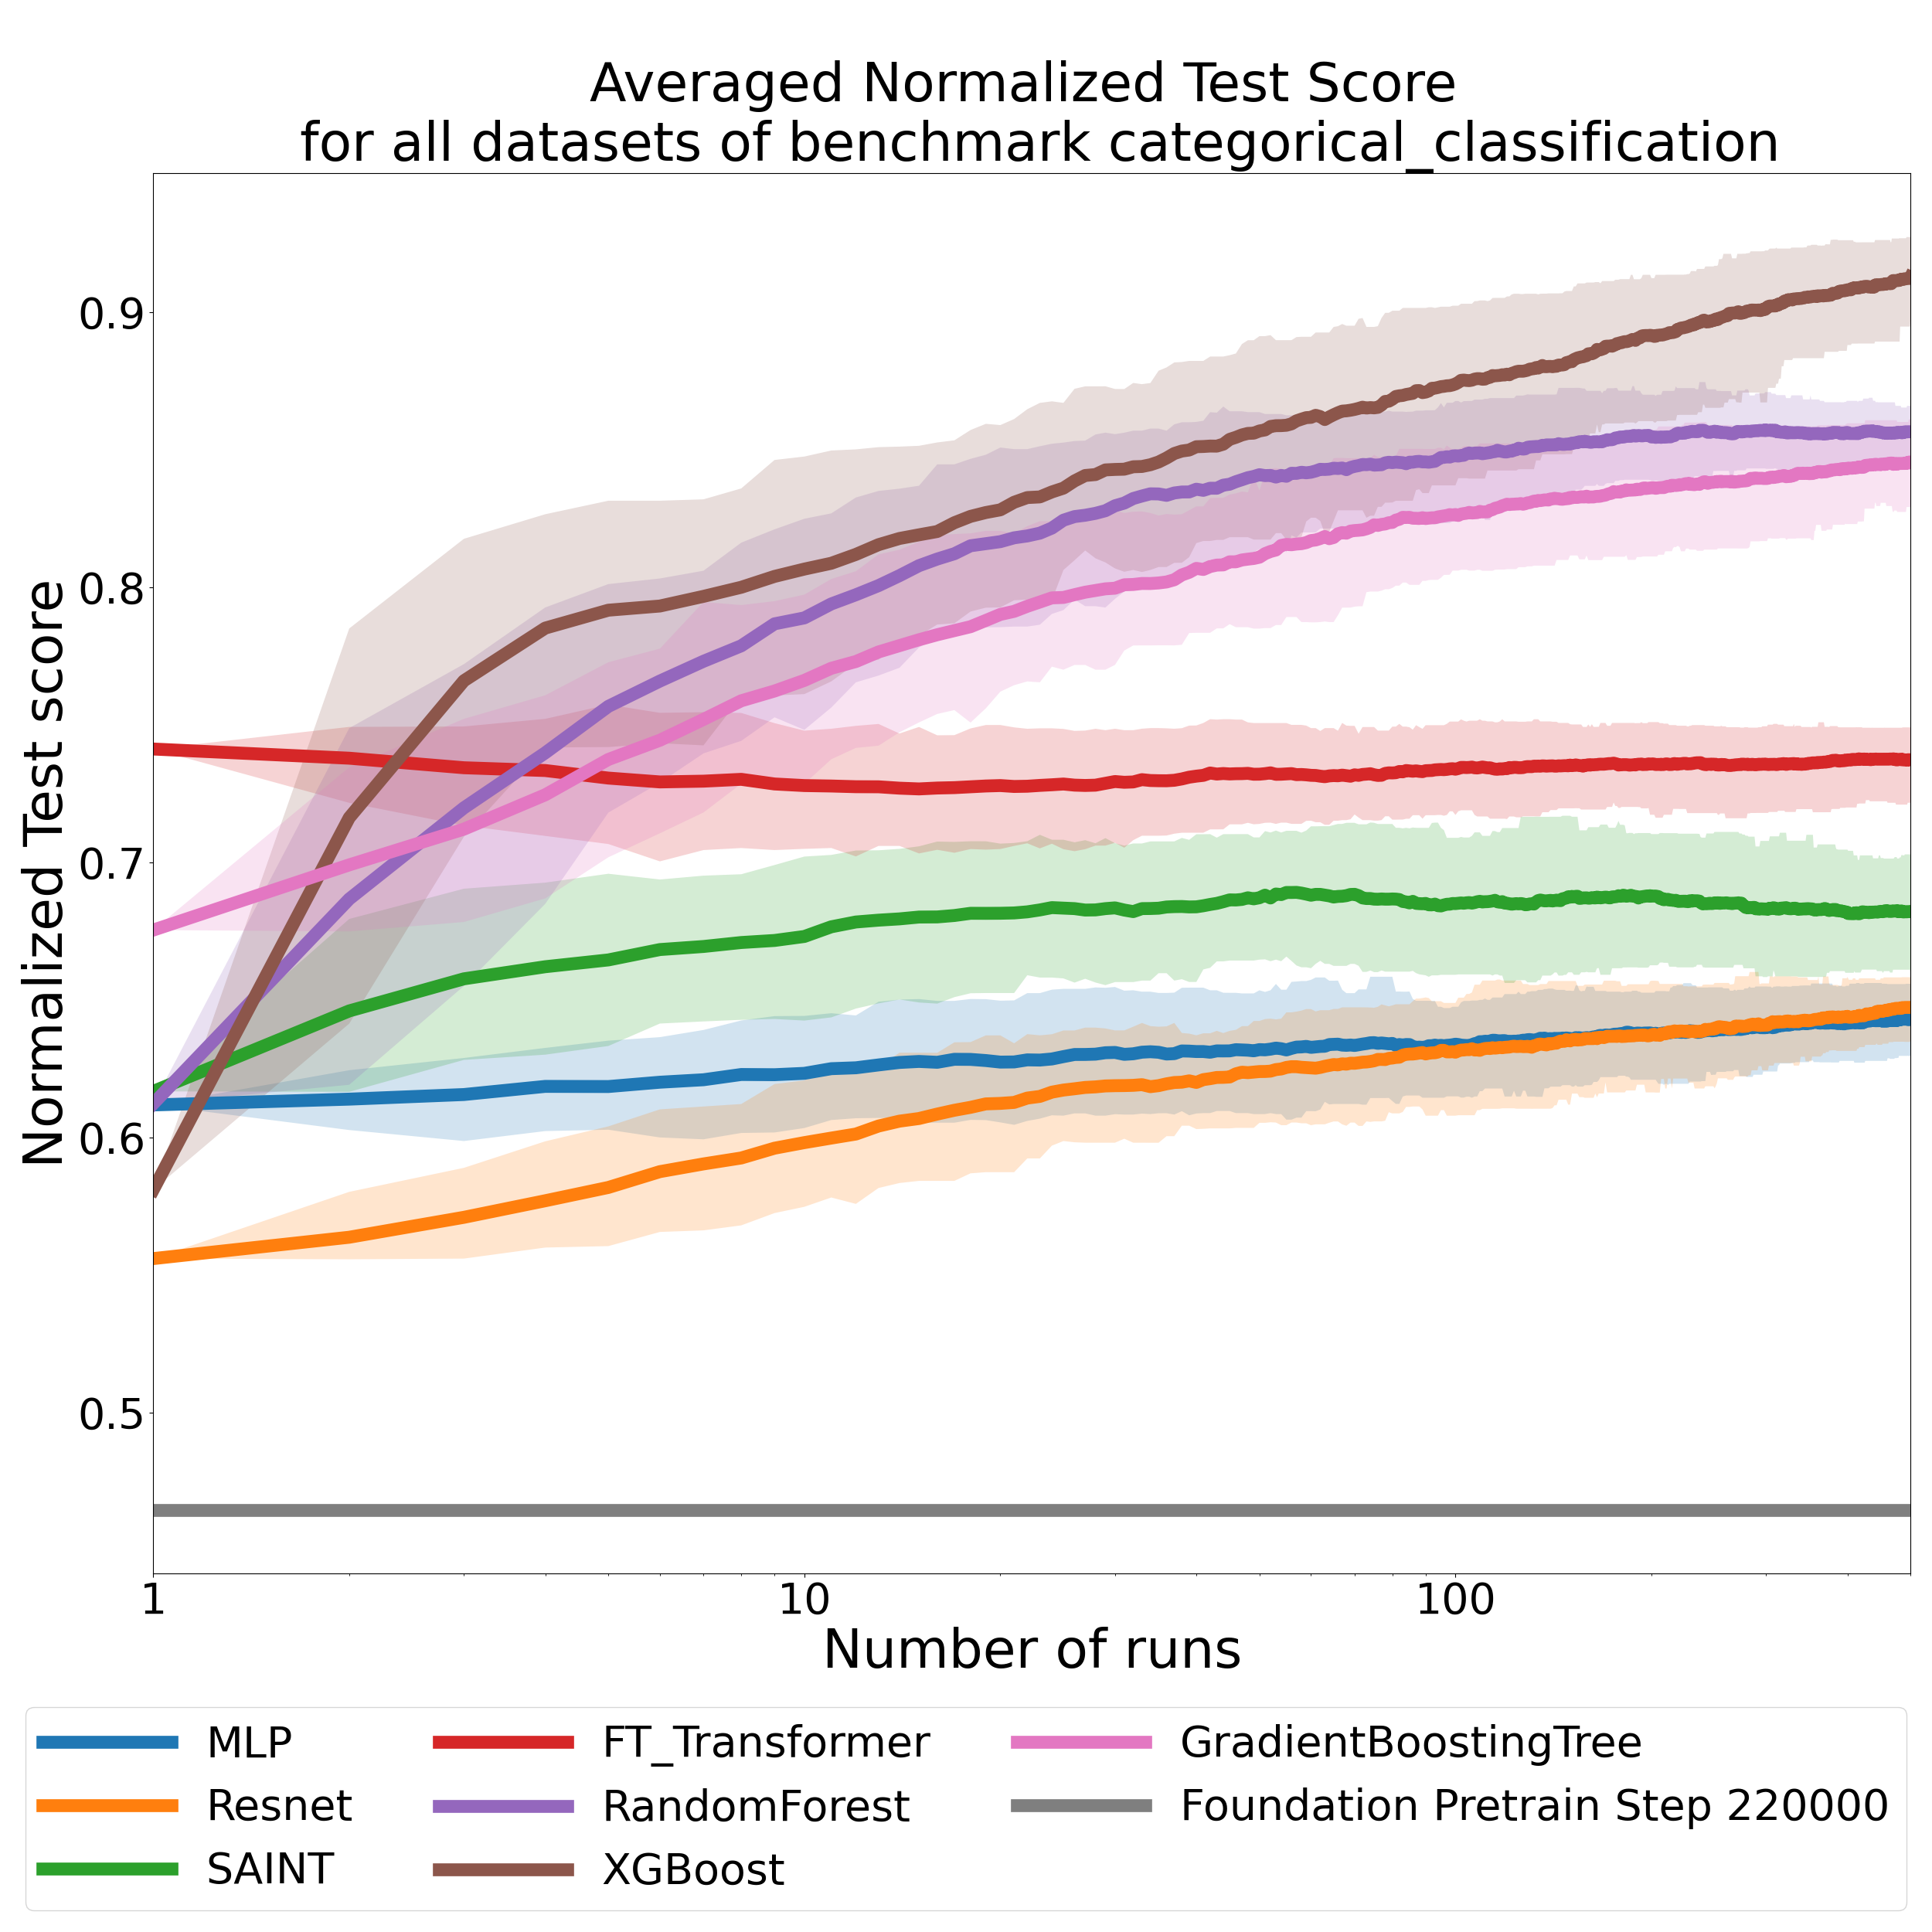 Averaged Normalized Test Score
for all datasets of benchmark categorical_classification
Normalized Test score
0.9
0.8
0.7
0.6
0.5
1
10
100
Number of runs
MLP
Resnet
SAINT
FT_Transformer
RandomForest
XGBoost
GradientBoostingTree
Foundation Pretrain Step 220000